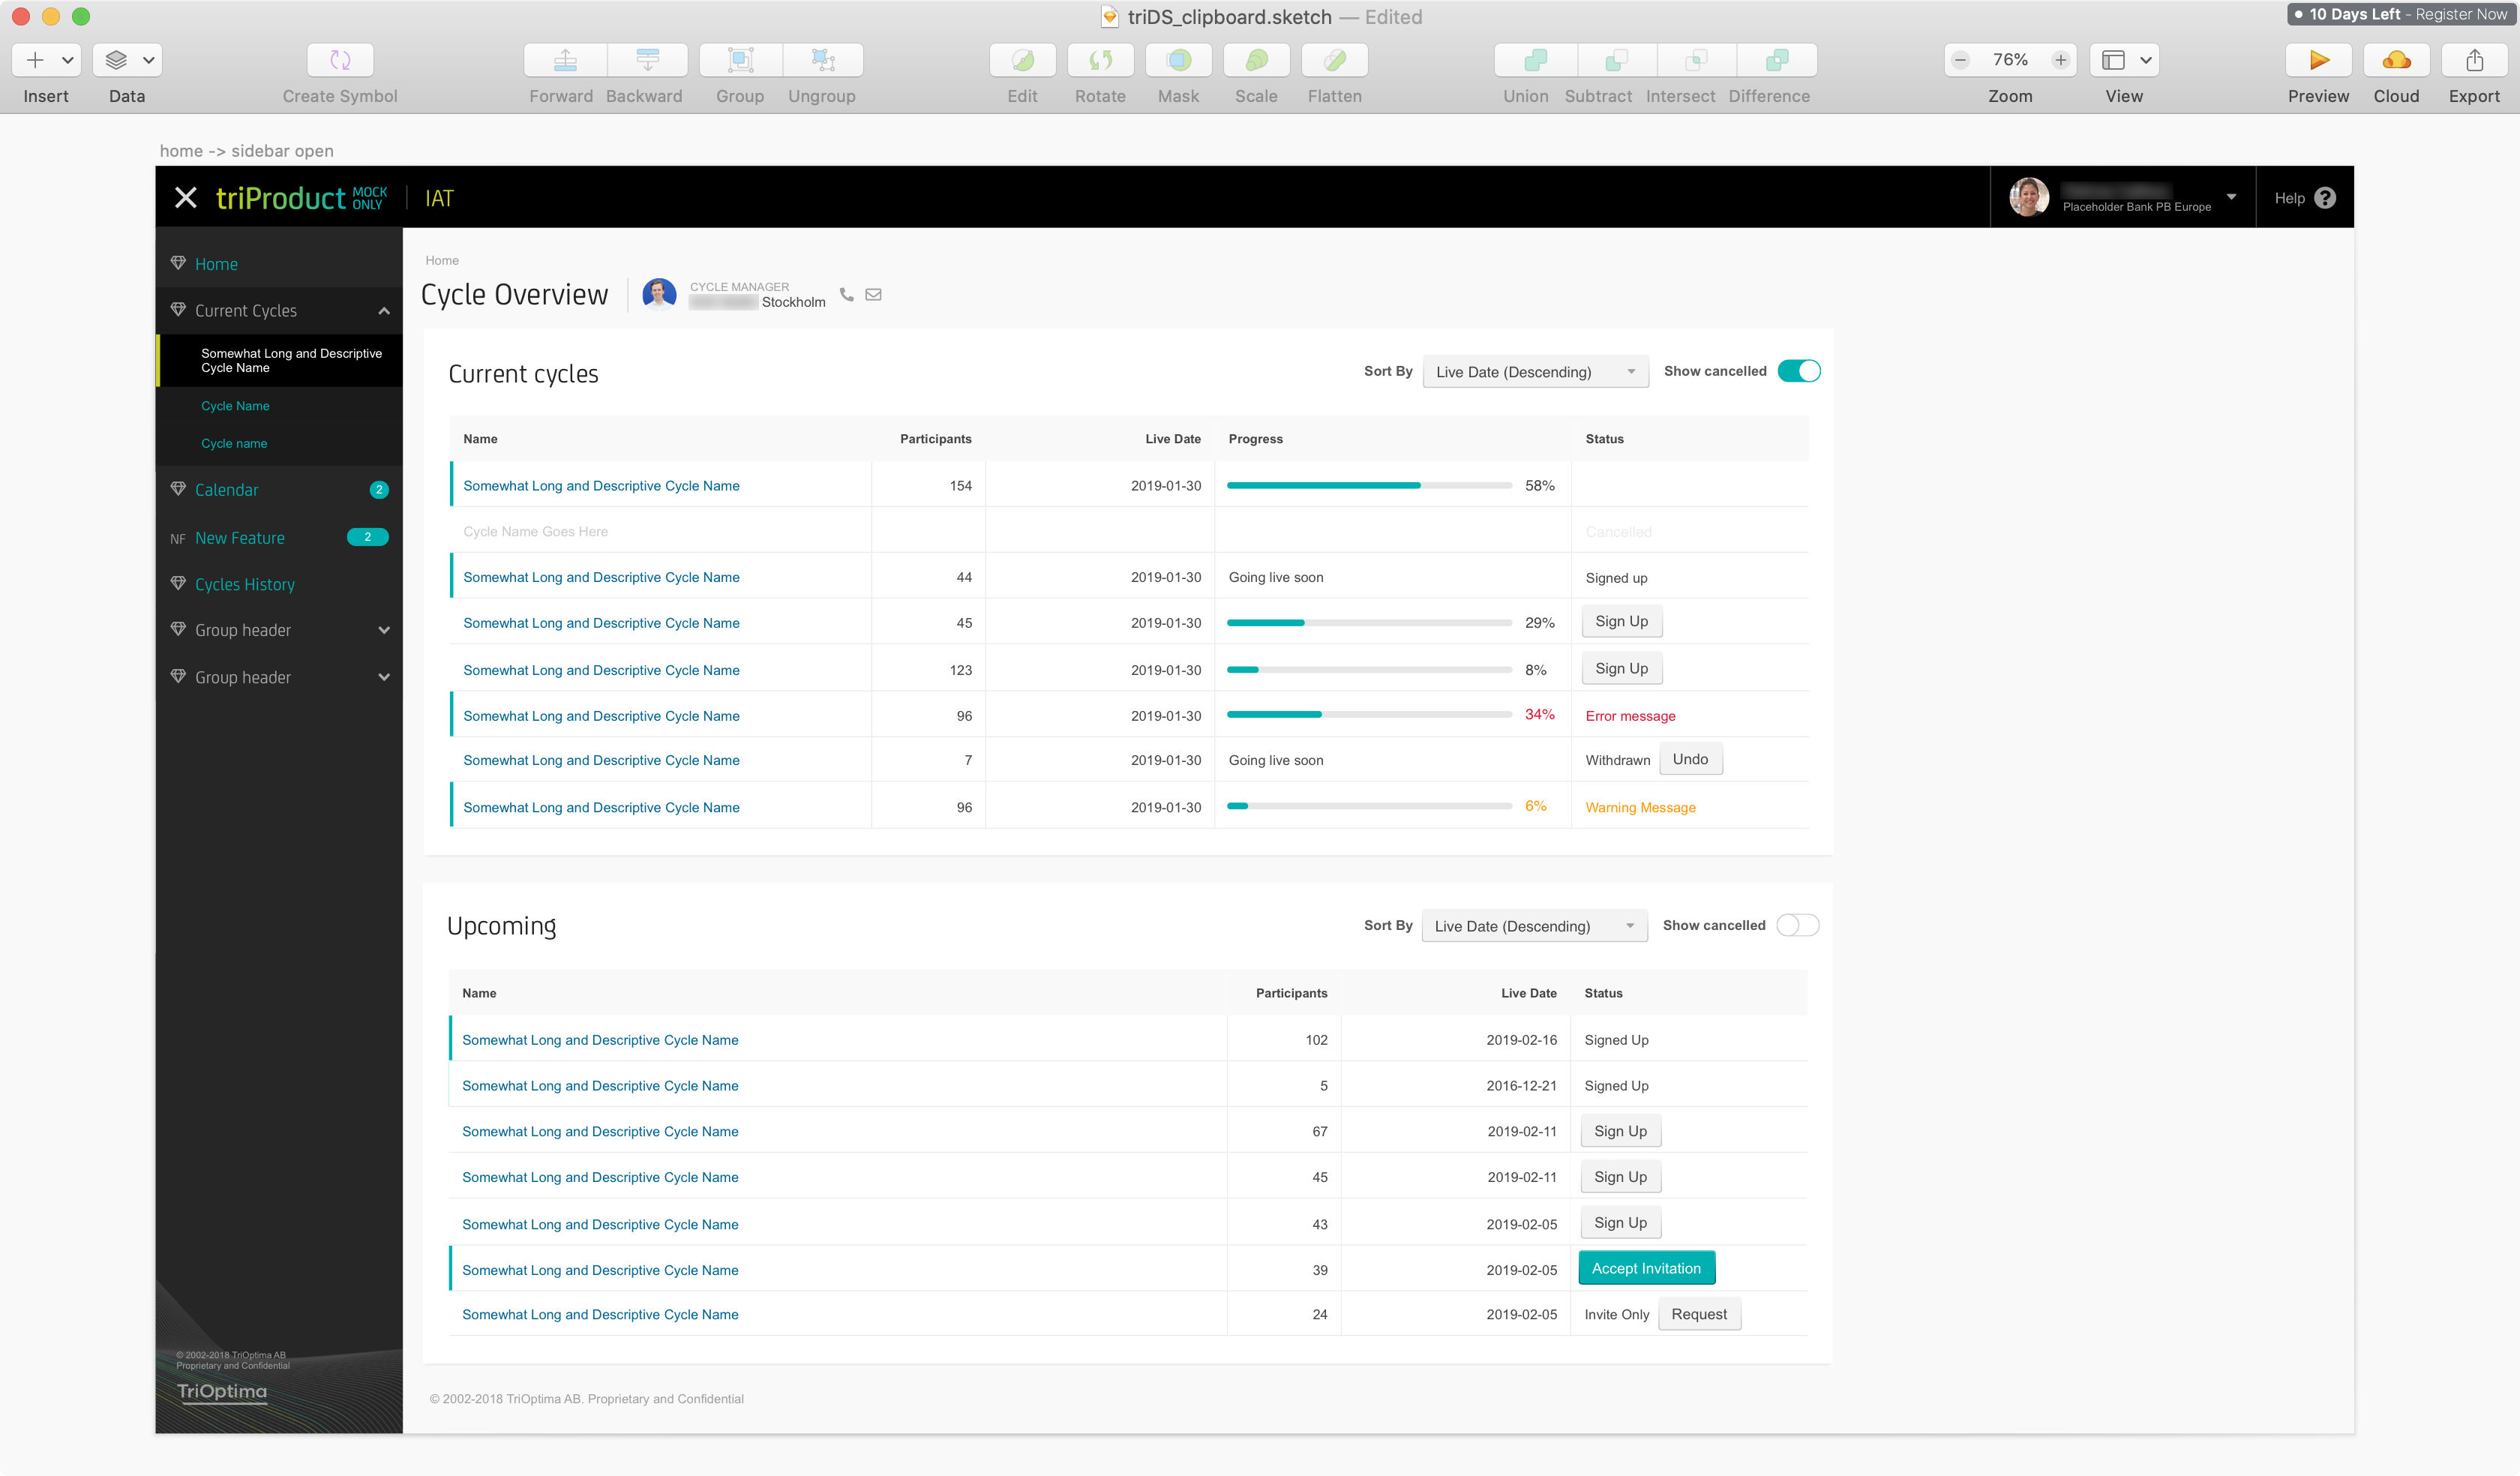 triDS_clipboard.sketch — Edited
10 Days Left - Register Now
76%
Insert Data Create Symbol Forward Backward Group Ungroup Edit Rotate Mask Scale Flatten Union Subtract Intersect Difference Zoom View Preview Cloud Export
home -> sidebar open
triProduct MOCK ONLY IAT
Placeholder Bank PB Europe
Help ?
Home
Current Cycles
Somewhat Long and Descriptive
Cycle Name
Cycle Name
Cycle name
Calendar 2
NF New Feature 2
Cycles History
Group header
Group header
© 2002-2018 TriOptima AB
Proprietary and Confidential
TriOptima
Home
Cycle Overview
CYCLE MANAGER
Stockholm
Current cycles
Sort By Live Date (Descending) Show cancelled
Name Participants Live Date Progress Status
Somewhat Long and Descriptive Cycle Name 154 2019-01-30 58%
Cycle Name Goes Here Cancelled
Somewhat Long and Descriptive Cycle Name 44 2019-01-30 Going live soon Signed up
Somewhat Long and Descriptive Cycle Name 45 2019-01-30 29% Sign Up
Somewhat Long and Descriptive Cycle Name 123 2019-01-30 8% Sign Up
Somewhat Long and Descriptive Cycle Name 96 2019-01-30 34% Error message
Somewhat Long and Descriptive Cycle Name 7 2019-01-30 Going live soon Withdrawn Undo
Somewhat Long and Descriptive Cycle Name 96 2019-01-30 6% Warning Message
Upcoming
Sort By Live Date (Descending) Show cancelled
Name Participants Live Date Status
Somewhat Long and Descriptive Cycle Name 102 2019-02-16 Signed Up
Somewhat Long and Descriptive Cycle Name 5 2016-12-21 Signed Up
Somewhat Long and Descriptive Cycle Name 67 2019-02-11 Sign Up
Somewhat Long and Descriptive Cycle Name 45 2019-02-11 Sign Up
Somewhat Long and Descriptive Cycle Name 43 2019-02-05 Sign Up
Somewhat Long and Descriptive Cycle Name 39 2019-02-05 Accept Invitation
Somewhat Long and Descriptive Cycle Name 24 2019-02-05 Invite Only Request
© 2002-2018 TriOptima AB. Proprietary and Confidential